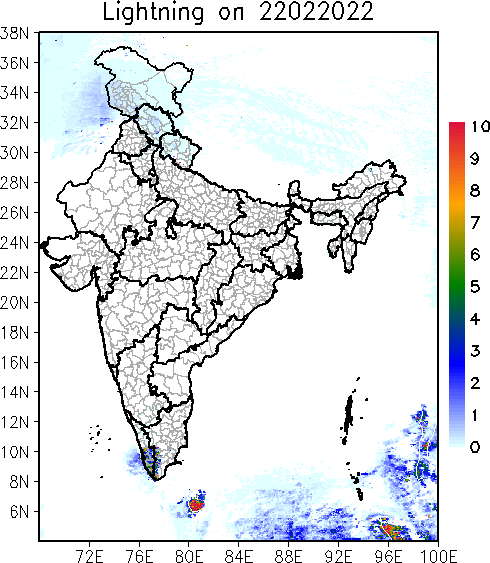 Lightning on 22022022
38N
36N
34N
32N
30N
28N
26N
24N
22N
20N
18N
16N
14N
12N
10N
8N
6N
72E 76E 80E 84E 88E 92E 96E 100E
10
9
8
7
6
5
4
3
2
1
0